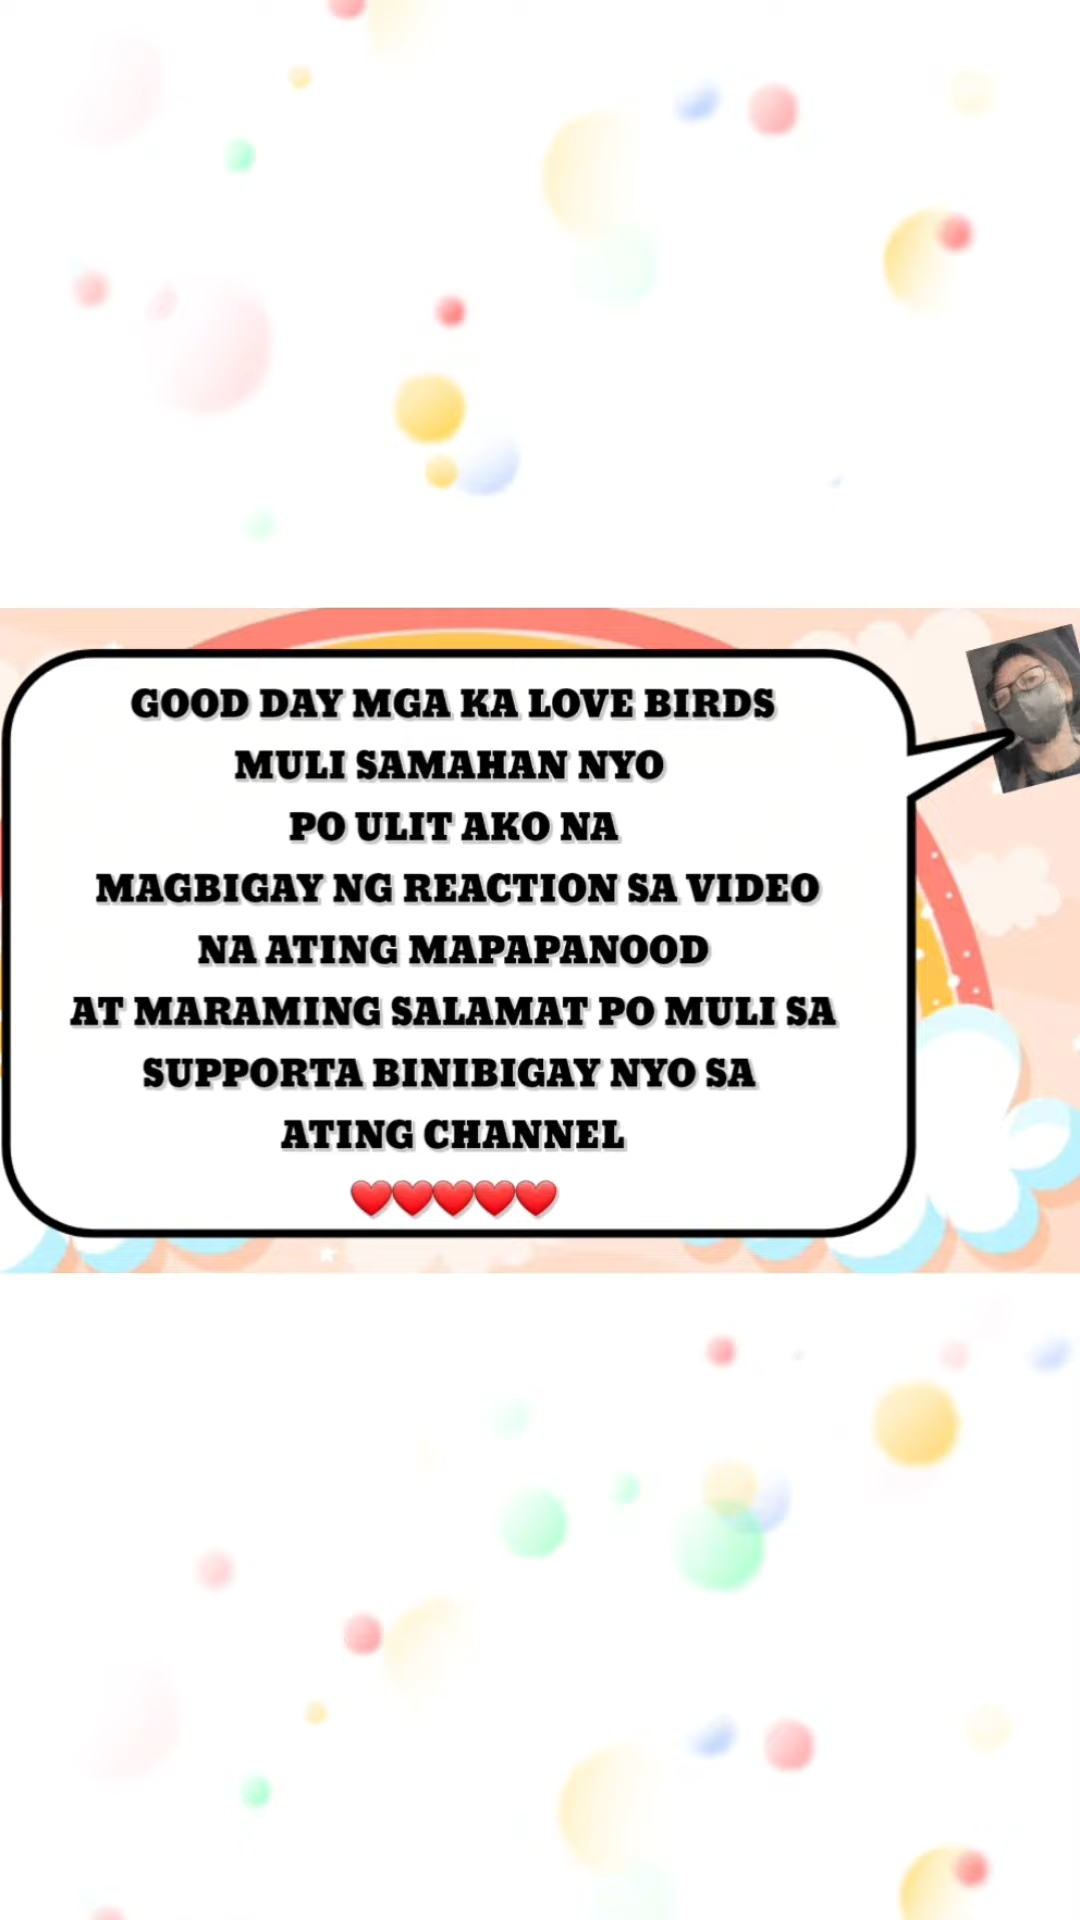 GOOD DAY MGA KA LOVE BIRDS
MULI SAMAHAN NYO
PO ULIT AKO NA
MAGBIGAY NG REACTION SA VIDEO
NA ATING MAPAPANOOD
AT MARAMING SALAMAT PO MULI SA
SUPPORTA BINIBIGAY NYO SA
ATING CHANNEL
❤️❤️❤️❤️❤️